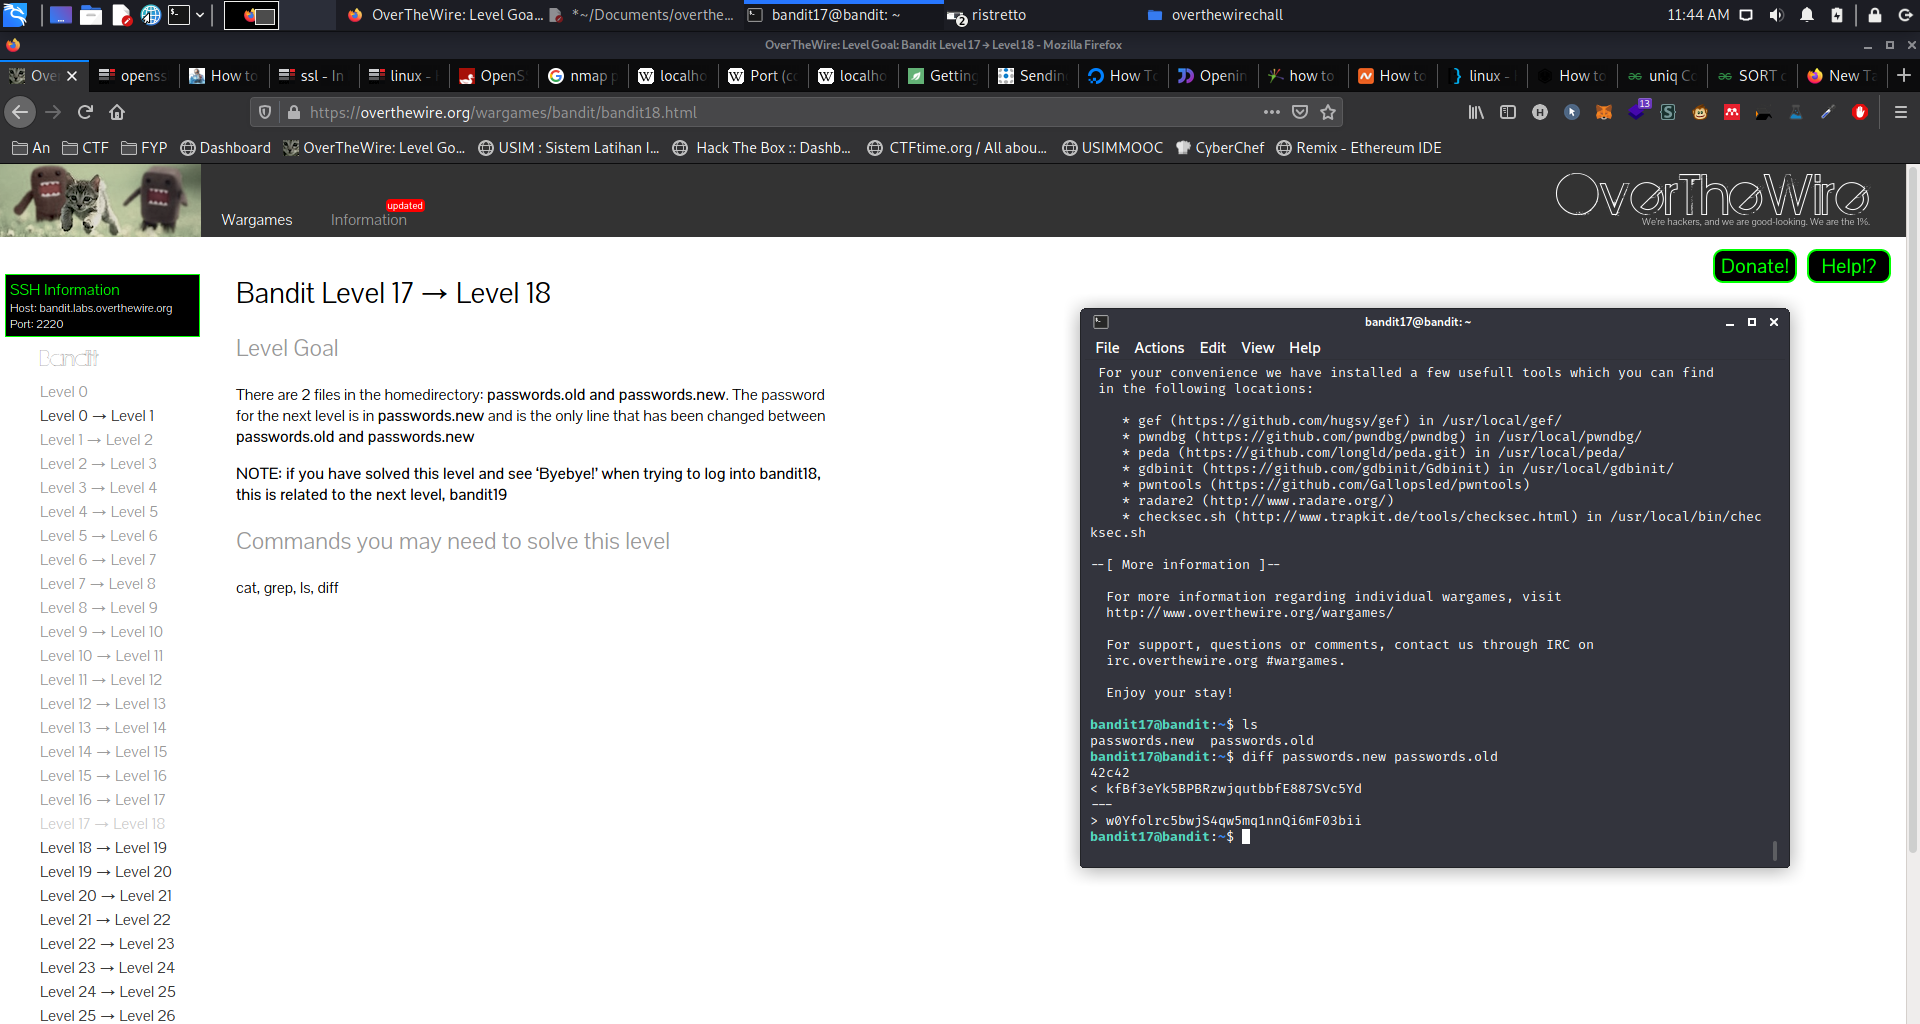 OverTheWire: Level Goa...
*~/Documents/overthe...
bandit17@bandit: ~
2
ristretto
overthewirechall
11:44 AM
OverTheWire: Level Goal: Bandit Level 17 → Level 18 - Mozilla Firefox
Ove
openss
How to
ssl - In
linux -
OpenS
nmap p
localho
Port (co
localho
Getting
Sendin
How To
Openin
how to
How to
linux -
How to
uniq Co
SORT c
New Ta
https://overthewire.org/wargames/bandit/bandit18.html
13
An
CTF
FYP
Dashboard
OverTheWire: Level Go...
USIM : Sistem Latihan I...
Hack The Box :: Dashb...
CTFtime.org / All abou...
USIMMOOC
CyberChef
Remix - Ethereum IDE
Wargames
Information
updated
OverTheWire
We're hackers, and we are good-looking. We are the 1%.
Donate!
Help!?
SSH Information
Host: bandit.labs.overthewire.org
Port: 2220
Bandit
Level 0
Level 0 → Level 1
Level 1 → Level 2
Level 2 → Level 3
Level 3 → Level 4
Level 4 → Level 5
Level 5 → Level 6
Level 6 → Level 7
Level 7 → Level 8
Level 8 → Level 9
Level 9 → Level 10
Level 10 → Level 11
Level 11 → Level 12
Level 12 → Level 13
Level 13 → Level 14
Level 14 → Level 15
Level 15 → Level 16
Level 16 → Level 17
Level 17 → Level 18
Level 18 → Level 19
Level 19 → Level 20
Level 20 → Level 21
Level 21 → Level 22
Level 22 → Level 23
Level 23 → Level 24
Level 24 → Level 25
Level 25 → Level 26
Bandit Level 17 → Level 18
Level Goal
There are 2 files in the homedirectory: passwords.old and passwords.new. The password
for the next level is in passwords.new and is the only line that has been changed between
passwords.old and passwords.new
NOTE: if you have solved this level and see ‘Byebye!’ when trying to log into bandit18,
this is related to the next level, bandit19
Commands you may need to solve this level
cat, grep, ls, diff
bandit17@bandit: ~
File Actions Edit View Help
For your convenience we have installed a few usefull tools which you can find
in the following locations:
* gef (https://github.com/hugsy/gef) in /usr/local/gef/
* pwndbg (https://github.com/pwndbg/pwndbg) in /usr/local/pwndbg/
* peda (https://github.com/longld/peda.git) in /usr/local/peda/
* gdbinit (https://github.com/gdbinit/Gdbinit) in /usr/local/gdbinit/
* pwntools (https://github.com/Gallopsled/pwntools)
* radare2 (http://www.radare.org/)
* checksec.sh (http://www.trapkit.de/tools/checksec.html) in /usr/local/bin/chec
ksec.sh
--[ More information ]--
For more information regarding individual wargames, visit
http://www.overthewire.org/wargames/
For support, questions or comments, contact us through IRC on
irc.overthewire.org #wargames.
Enjoy your stay!
bandit17@bandit:~$ ls
passwords.new  passwords.old
bandit17@bandit:~$ diff passwords.new passwords.old
42c42
< kfBf3eYk5BPBRzwjqutbbfE887SVc5Yd
---
> w0Yfolrc5bwjS4qw5mq1nnQi6mF03bii
bandit17@bandit:~$